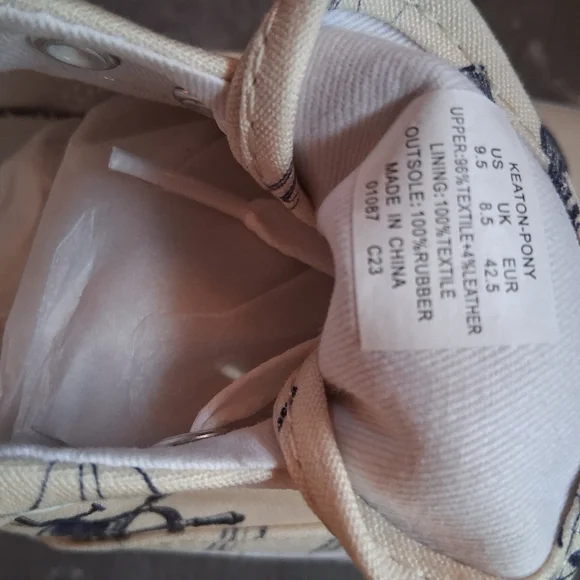 KEATON-PONY
US UK EUR
9.5 8.5 42.5
UPPER:96%TEXTILE+4%LEATHER
LINING:100%TEXTILE
OUTSOLE:100%RUBBER
MADE IN CHINA
01087 C23